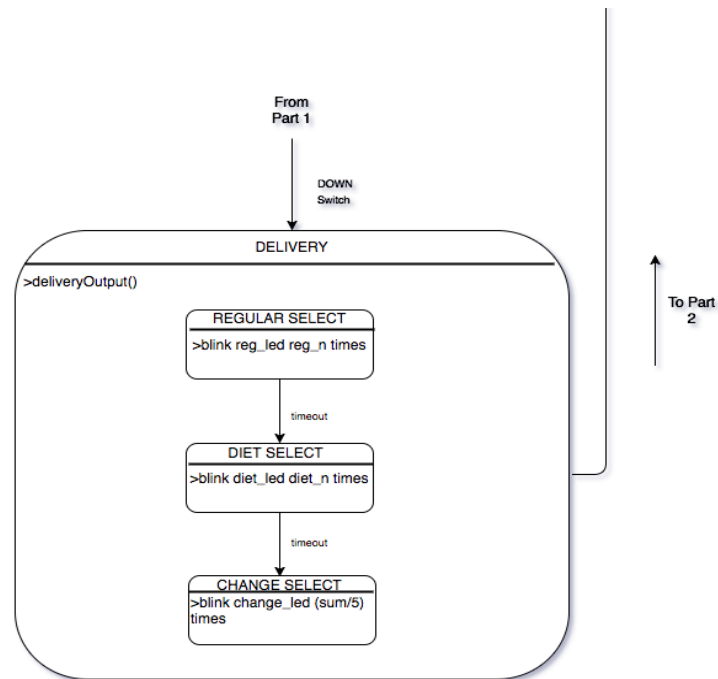 From
Part 1
DOWN
Switch
DELIVERY
>deliveryOutput()
REGULAR SELECT
>blink reg_led reg_n times
timeout
DIET SELECT
>blink diet_led diet_n times
timeout
CHANGE SELECT
>blink change_led (sum/5)
times
To Part
2